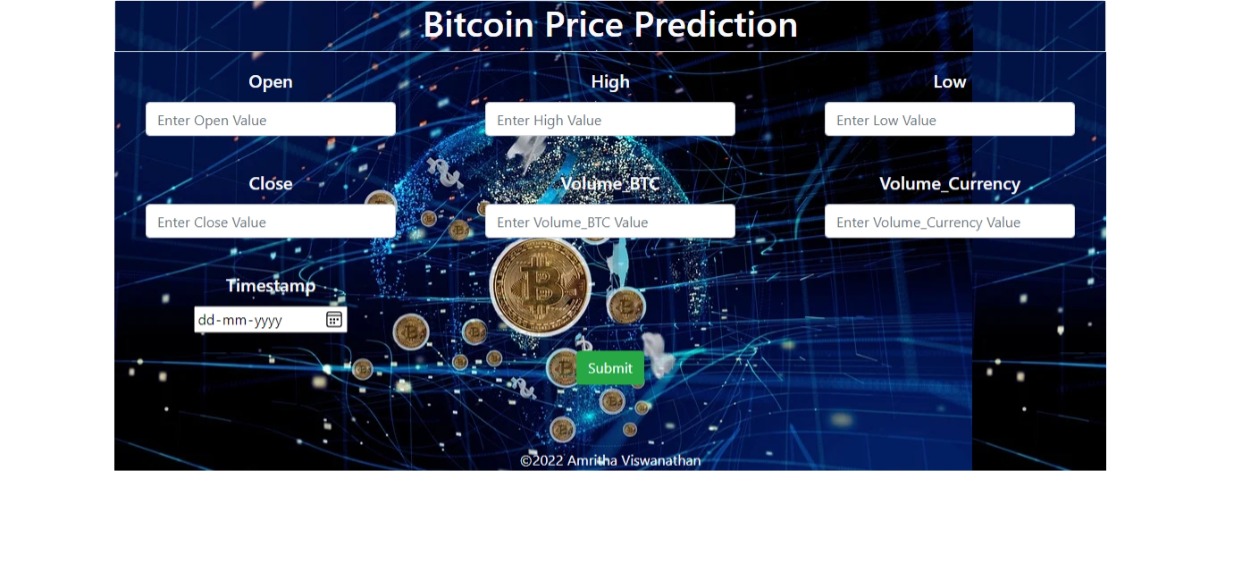 Bitcoin Price Prediction
Open High Low
Enter Open Value Enter High Value Enter Low Value
Close Volume_BTC Volume_Currency
Enter Close Value Enter Volume_BTC Value Enter Volume_Currency Value
Timestamp
dd-mm-yyyy
Submit
©2022 Amritha Viswanathan